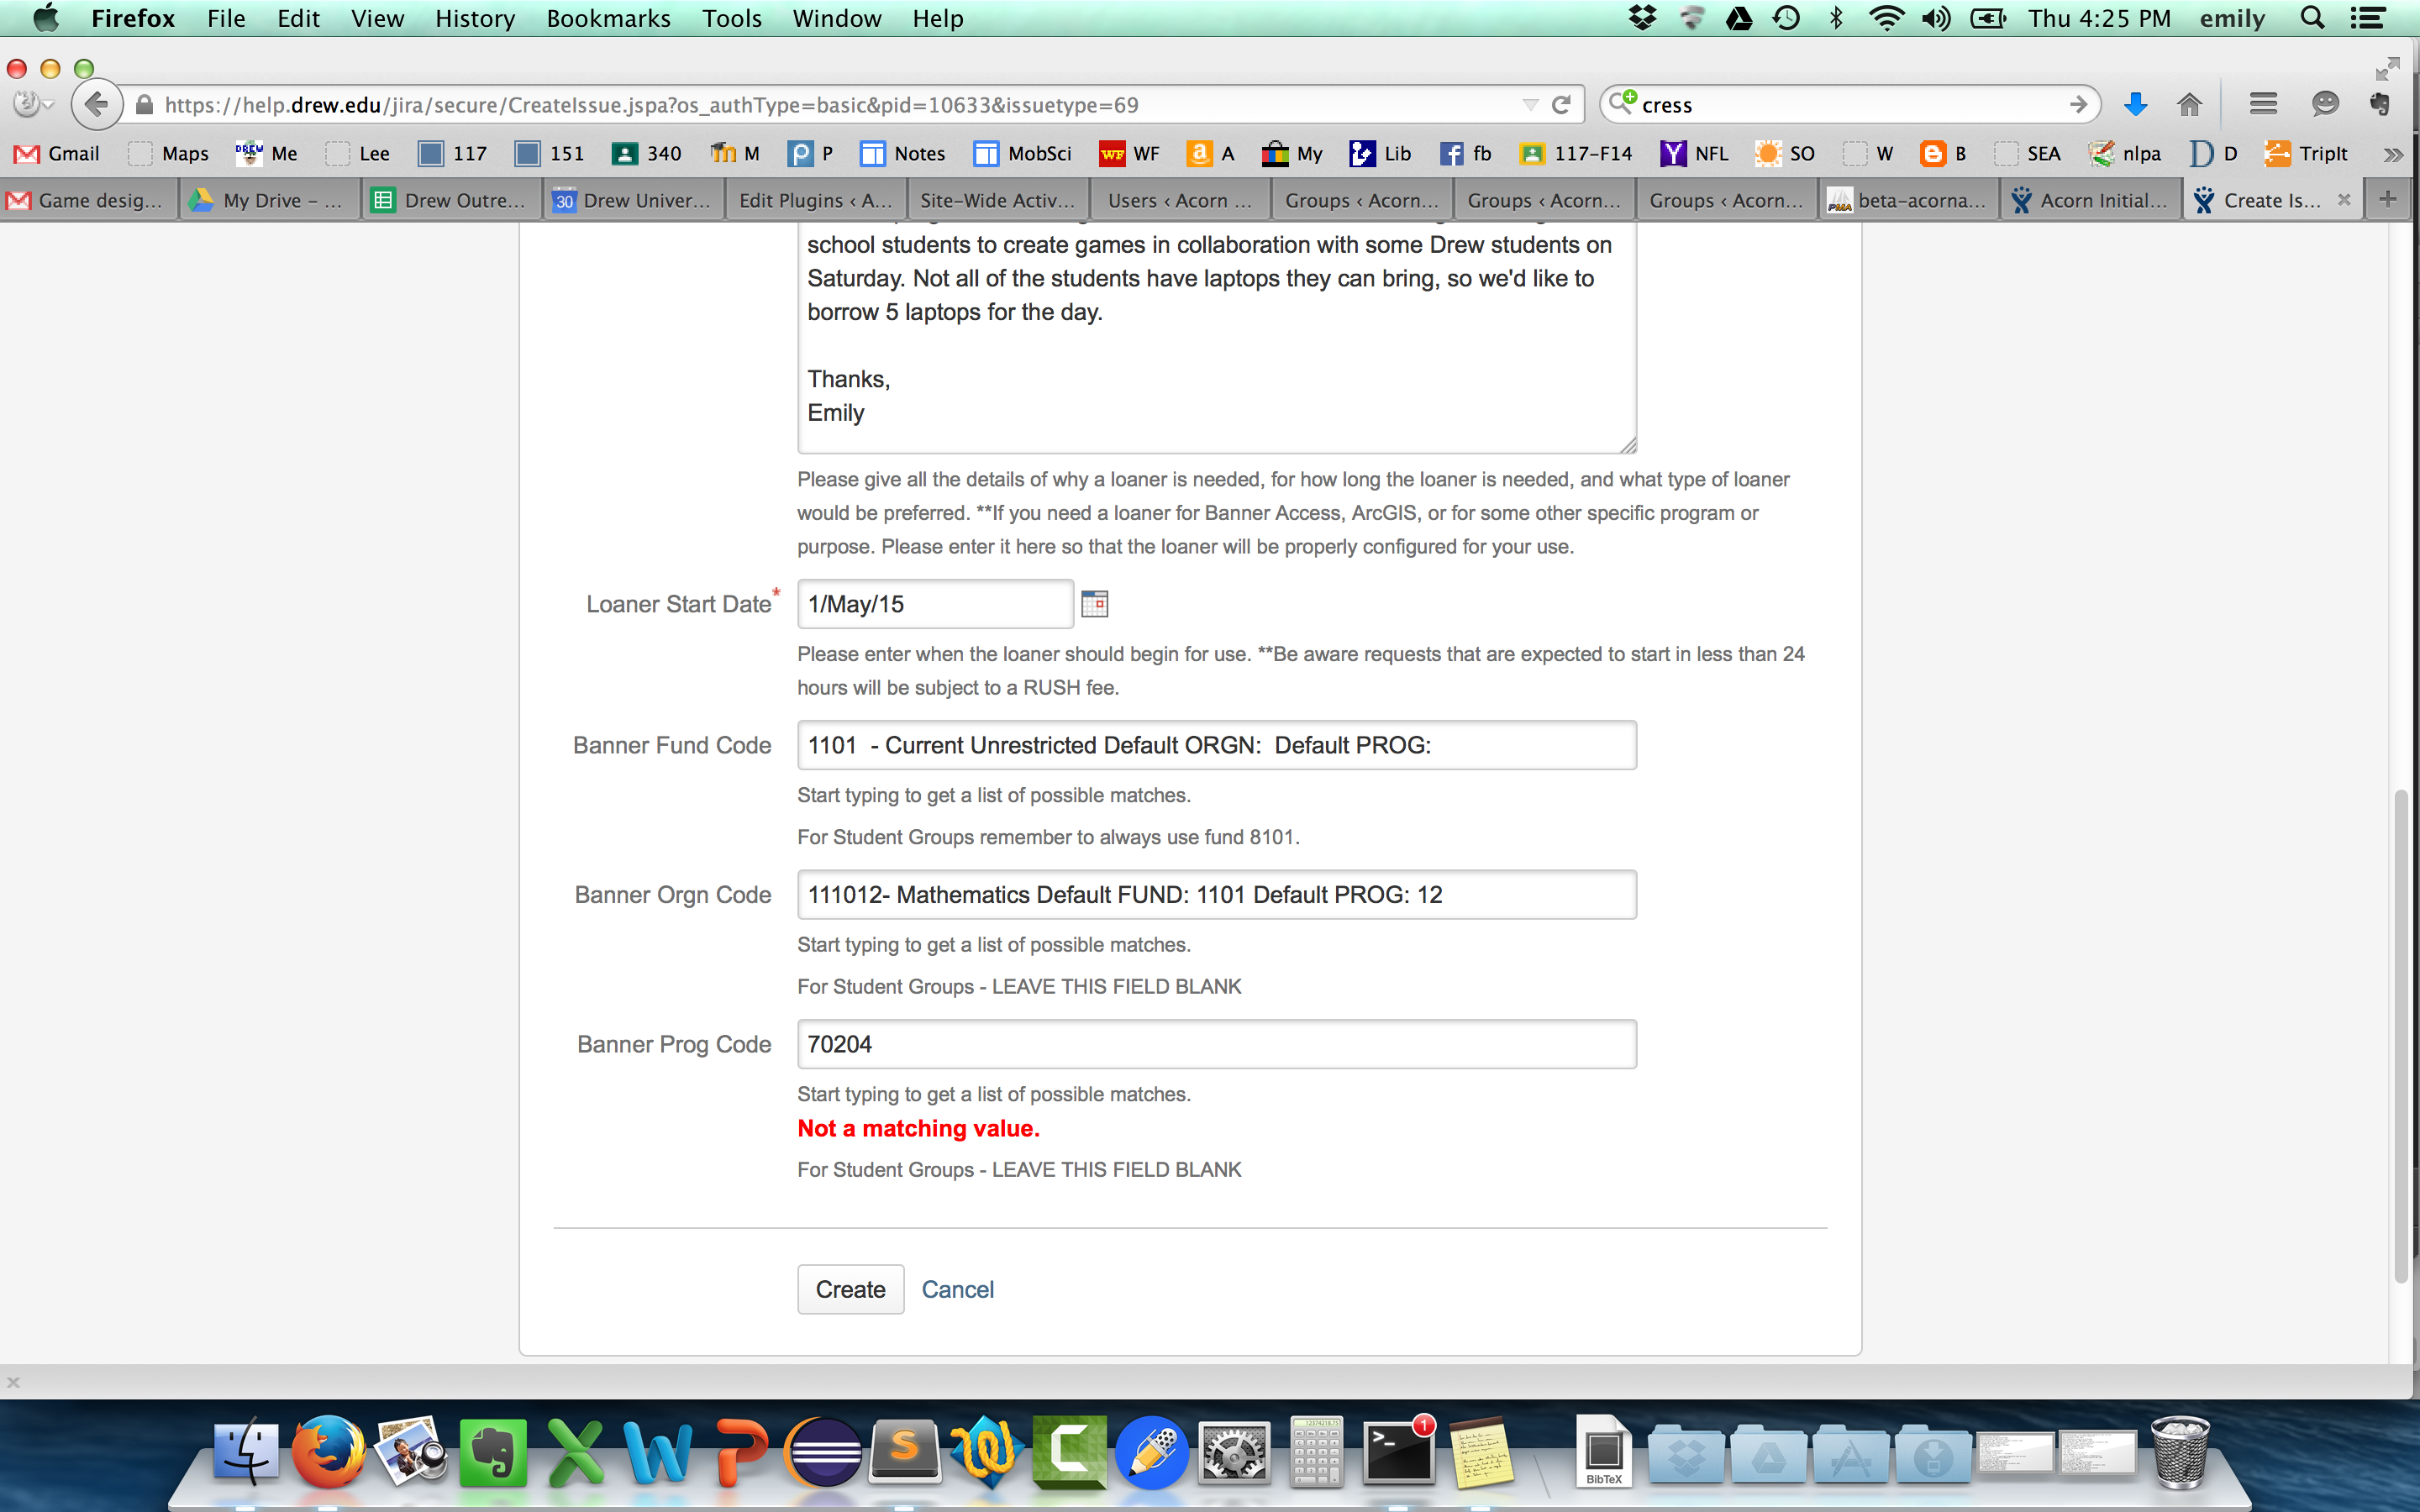 Firefox File Edit View History Bookmarks Tools Window Help Thu 4:25 PM emily
https://help.drew.edu/jira/secure/CreateIssue.jspa?os_authType=basic&pid=10633&issuetype=69 cress
Gmail Maps DREW Me Lee 117 151 340 M P Notes MobSci WF WF a A My Lib fb 117-F14 Y NFL SO W B SEA nlpa D D TripIt »
Game desig... My Drive – ... Drew Outre... 30 Drew Univer... Edit Plugins ‹ A... Site-Wide Activ... Users ‹ Acorn ... Groups ‹ Acorn... Groups ‹ Acorn... Groups ‹ Acorn... PMA beta-acorna... Acorn Initial... Create Is...
school students to create games in collaboration with some Drew students on
Saturday. Not all of the students have laptops they can bring, so we'd like to
borrow 5 laptops for the day.
Thanks,
Emily
Please give all the details of why a loaner is needed, for how long the loaner is needed, and what type of loaner
would be preferred. **If you need a loaner for Banner Access, ArcGIS, or for some other specific program or
purpose. Please enter it here so that the loaner will be properly configured for your use.
Loaner Start Date* 1/May/15
Please enter when the loaner should begin for use. **Be aware requests that are expected to start in less than 24
hours will be subject to a RUSH fee.
Banner Fund Code 1101 - Current Unrestricted Default ORGN: Default PROG:
Start typing to get a list of possible matches.
For Student Groups remember to always use fund 8101.
Banner Orgn Code 111012- Mathematics Default FUND: 1101 Default PROG: 12
Start typing to get a list of possible matches.
For Student Groups - LEAVE THIS FIELD BLANK
Banner Prog Code 70204
Start typing to get a list of possible matches.
Not a matching value.
For Student Groups - LEAVE THIS FIELD BLANK
Create Cancel
1
BibTeX